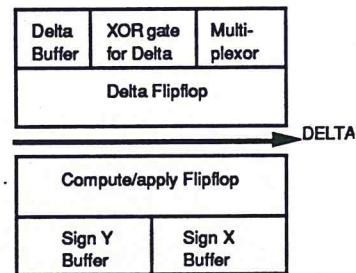 Delta Buffer
XOR gate for Delta
Multi-plexor
Delta Flipflop
DELTA
Compute/apply Flipflop
Sign Y Buffer
Sign X Buffer